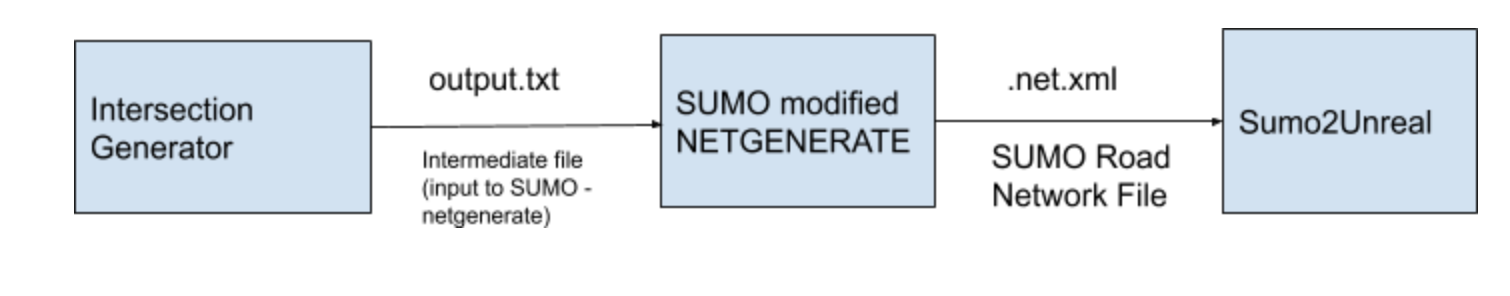 Intersection
Generator
output.txt
Intermediate file
(input to SUMO -
netgenerate)
SUMO modified
NETGENERATE
.net.xml
SUMO Road
Network File
Sumo2Unreal